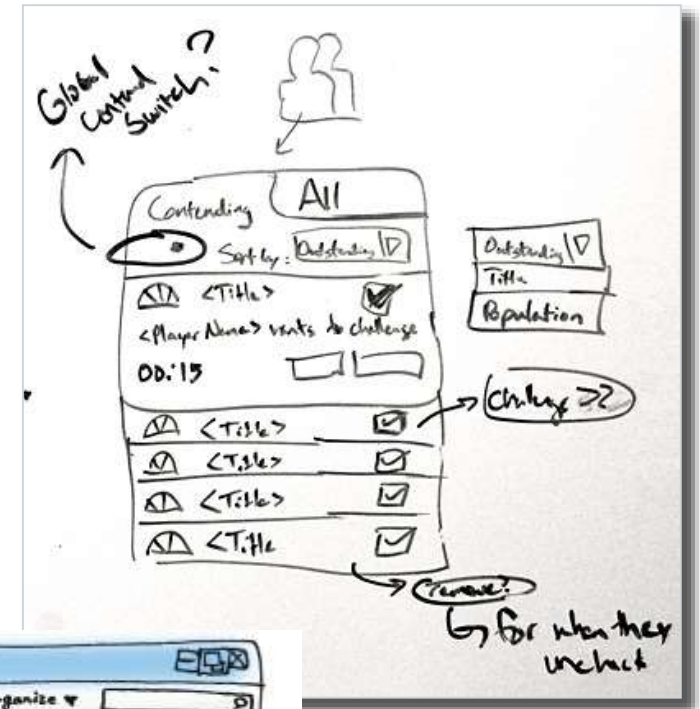 Global
Contend
Switch?
Contending
All
Sort by: Outstanding
<Title>
<Player Name> wants to challenge
00:15
<Title>
<Title>
<Title>
<Title
Outstanding
Title
Population
Challenge >?
remove?
for when they
uncheck
ganize